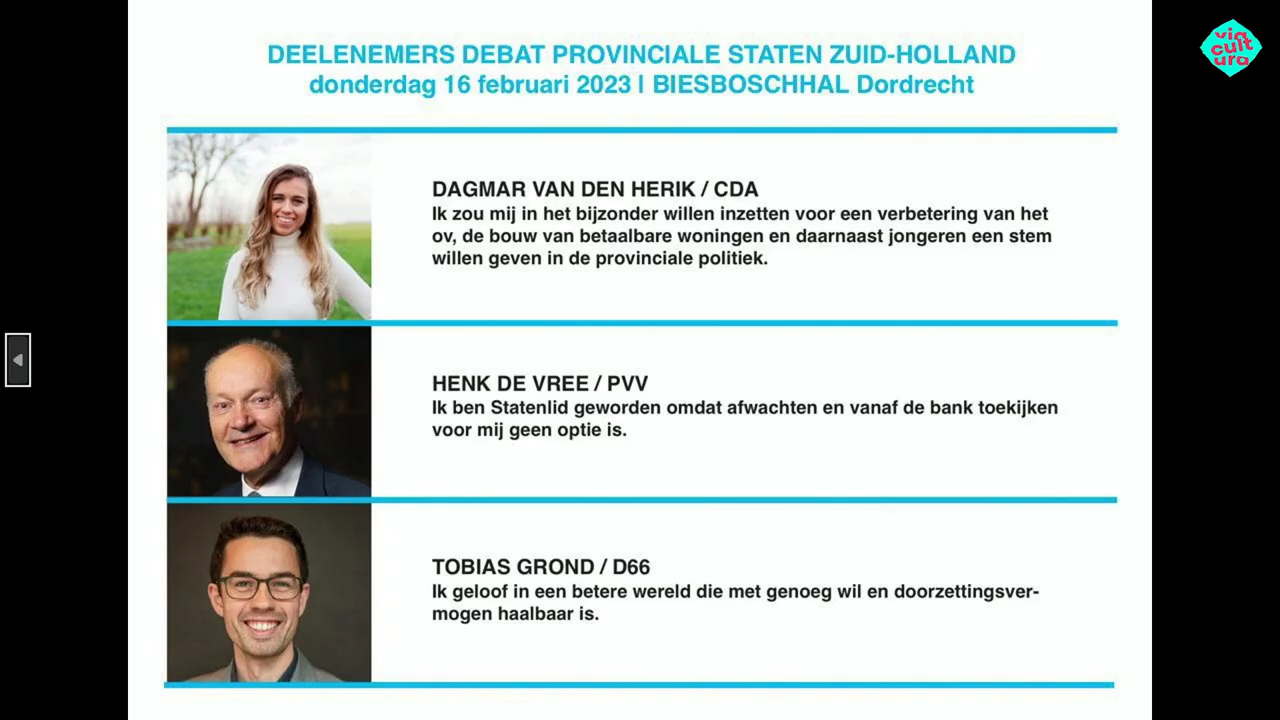 DEELENEMERS DEBAT PROVINCIALE STATEN ZUID-HOLLAND
donderdag 16 februari 2023 | BIESBOSCHHAL Dordrecht
via
cult
ura
DAGMAR VAN DEN HERIK / CDA
Ik zou mij in het bijzonder willen inzetten voor een verbetering van het
ov, de bouw van betaalbare woningen en daarnaast jongeren een stem
willen geven in de provinciale politiek.
HENK DE VREE / PVV
Ik ben Statenlid geworden omdat afwachten en vanaf de bank toekijken
voor mij geen optie is.
TOBIAS GROND / D66
Ik geloof in een betere wereld die met genoeg wil en doorzettingsver-
mogen haalbaar is.